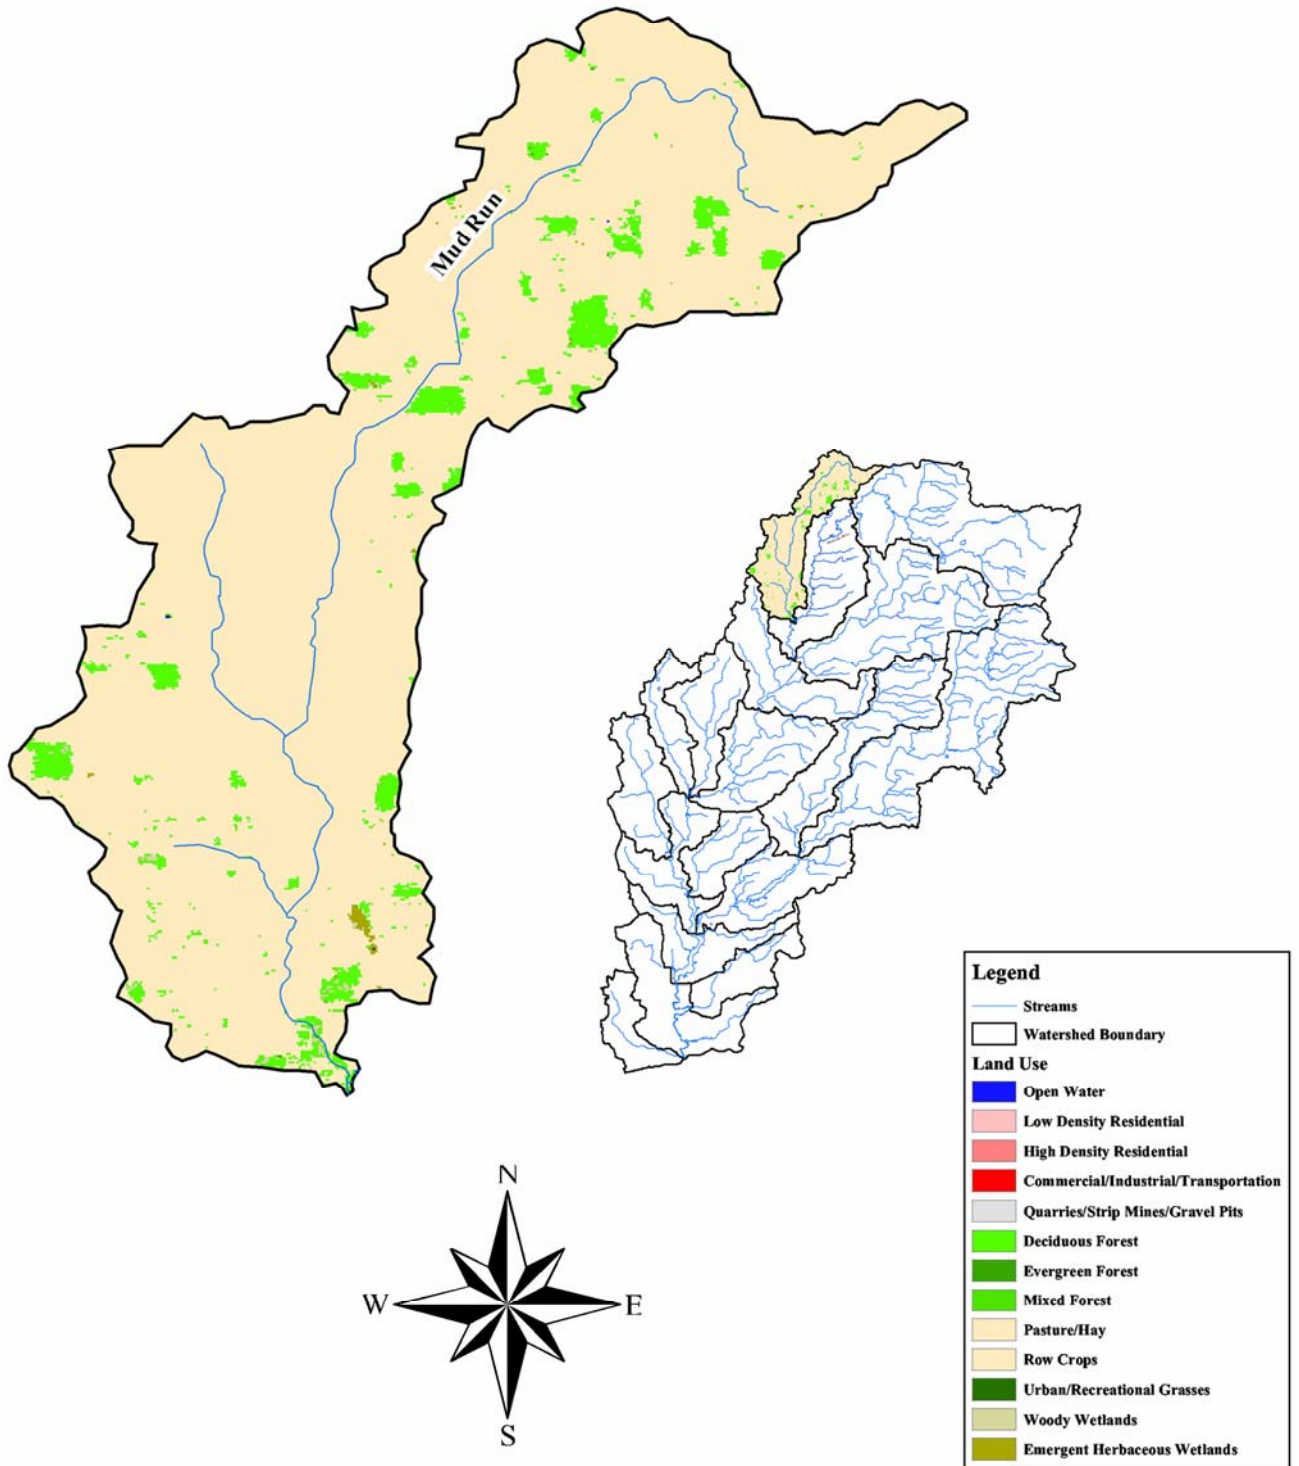 Mud Run
Legend
Streams
Watershed Boundary
Land Use
Open Water
Low Density Residential
High Density Residential
Commercial/Industrial/Transportation
Quarries/Strip Mines/Gravel Pits
Deciduous Forest
Evergreen Forest
Mixed Forest
Pasture/Hay
Row Crops
Urban/Recreational Grasses
Woody Wetlands
Emergent Herbaceous Wetlands
N
W
E
S